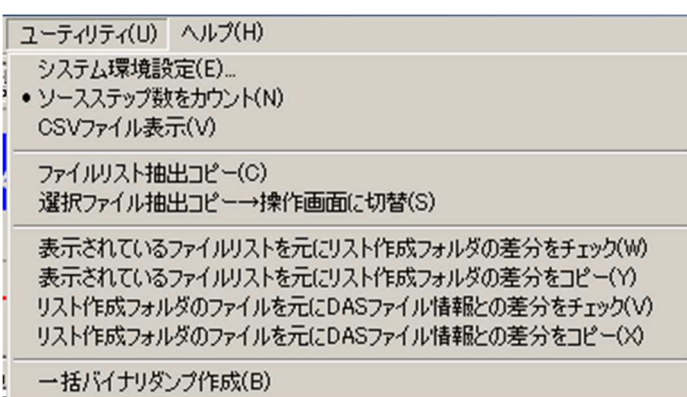 ユーティリティ(U) ヘルプ(H)
システム環境設定(E)...
• ソースステップ数をカウント(N)
CSVファイル表示(V)
ファイルリスト抽出コピー(C)
選択ファイル抽出コピー→操作画面に切替(S)
表示されているファイルリストを元にリスト作成フォルダの差分をチェック(W)
表示されているファイルリストを元にリスト作成フォルダの差分をコピー(Y)
リスト作成フォルダのファイルを元にDASファイル情報との差分をチェック(V)
リスト作成フォルダのファイルを元にDASファイル情報との差分をコピー(X)
一括バイナリダンプ作成(B)